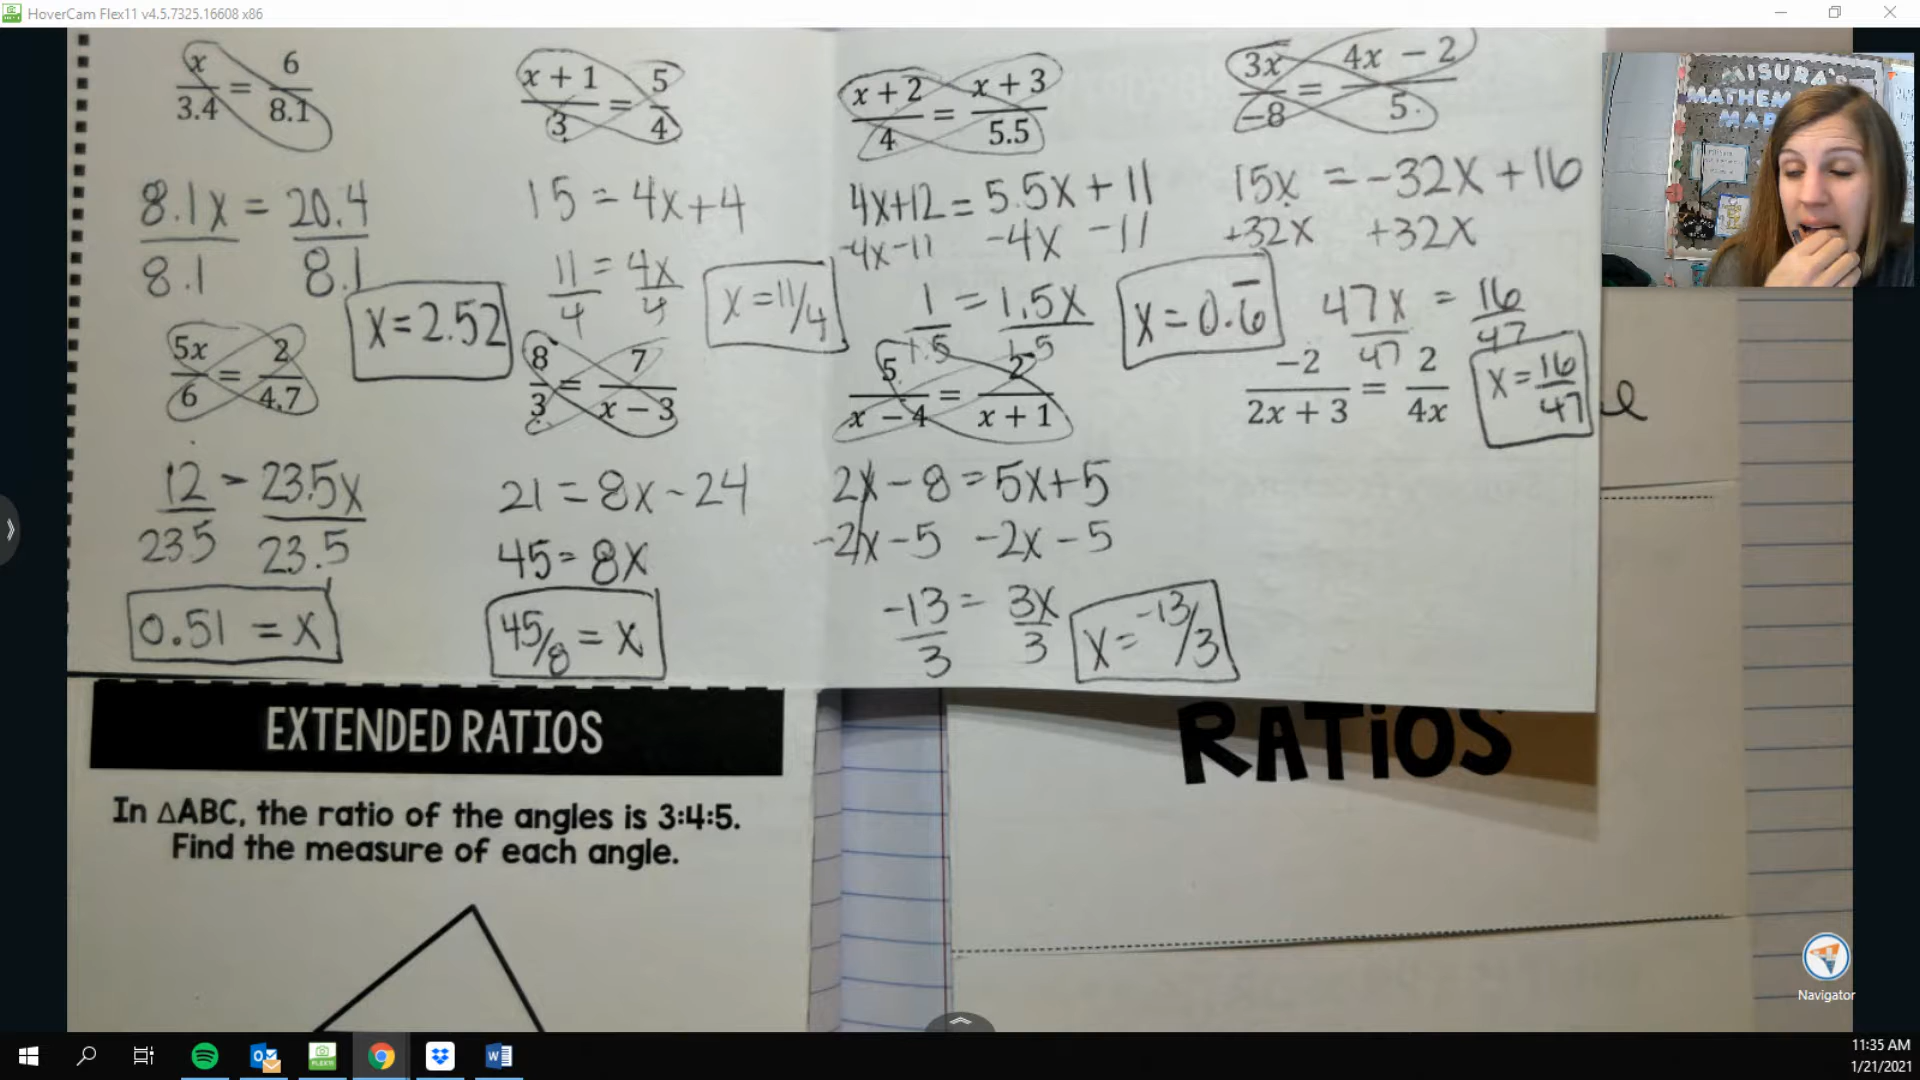 HoverCam Flex11 v4.5.7325.16608 x86
x/3.4 = 6/8.1
8.1x = 20.4
8.1 8.1
x=2.52
x + 1/3 = 5/4
15 = 4x+4
11/4 = 4x/4
x=11/4
x + 2/4 = x + 3/5.5
4x+12 = 5.5x + 11
-4x-11 -4x -11
1/1.5 = 1.5x/1.5
x = 0.6̅
3x/−8 = 4x − 2/5
15x = -32x + 16
+32x +32x
47x/47 = 16/47
x = 16/47
5x/6 = 2/4.7
12/23.5 = 23.5x/23.5
0.51 = x
8/3 = 7/x − 3
21 = 8x - 24
45 = 8x
45/8 = x
5/x − 4 = 2/x + 1
2x - 8 = 5x+5
-2x - 5 -2x - 5
-13/3 = 3x/3
x = -13/3
−2/2x + 3 = 2/4x
MISURA'S
EXTENDED RATIOS
In △ABC, the ratio of the angles is 3:4:5.
Find the measure of each angle.
RATIOS
Navigator
11:35 AM
1/21/2021